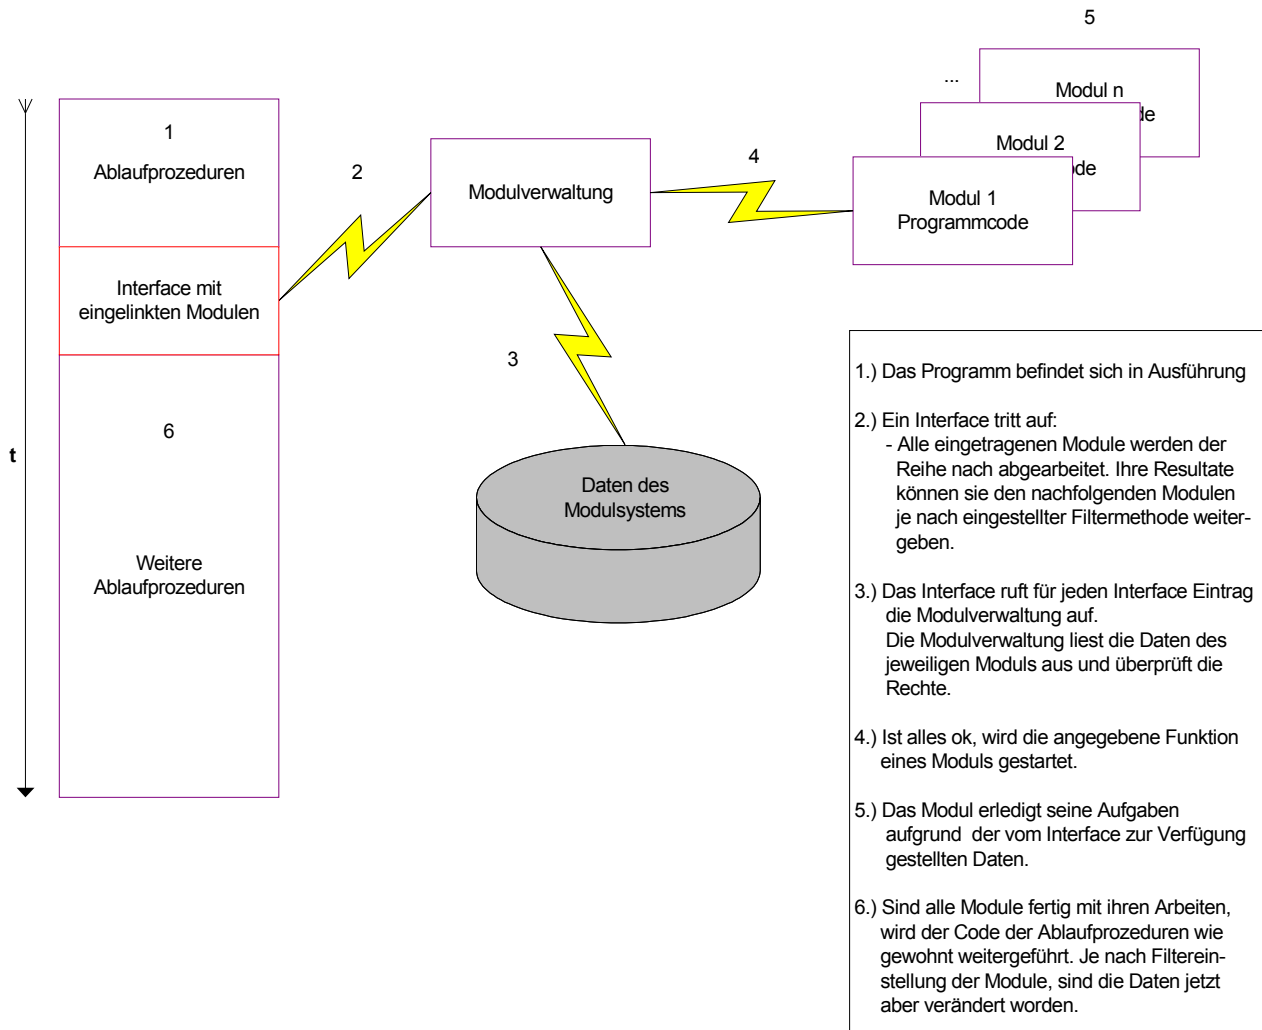 5
...
Modul n
de
Modul 2
ode
Modul 1
Programmcode
4
1
Ablaufprozeduren
2
Modulverwaltung
Interface mit
eingelinkten Modulen
3
6
t
Daten des
Modulsystems
Weitere
Ablaufprozeduren
1.) Das Programm befindet sich in Ausführung
2.) Ein Interface tritt auf:
- Alle eingetragenen Module werden der
Reihe nach abgearbeitet. Ihre Resultate
können sie den nachfolgenden Modulen
je nach eingestellter Filtermethode weiter-
geben.
3.) Das Interface ruft für jeden Interface Eintrag
die Modulverwaltung auf.
Die Modulverwaltung liest die Daten des
jeweiligen Moduls aus und überprüft die
Rechte.
4.) Ist alles ok, wird die angegebene Funktion
eines Moduls gestartet.
5.) Das Modul erledigt seine Aufgaben
aufgrund der vom Interface zur Verfügung
gestellten Daten.
6.) Sind alle Module fertig mit ihren Arbeiten,
wird der Code der Ablaufprozeduren wie
gewohnt weitergeführt. Je nach Filterein-
stellung der Module, sind die Daten jetzt
aber verändert worden.